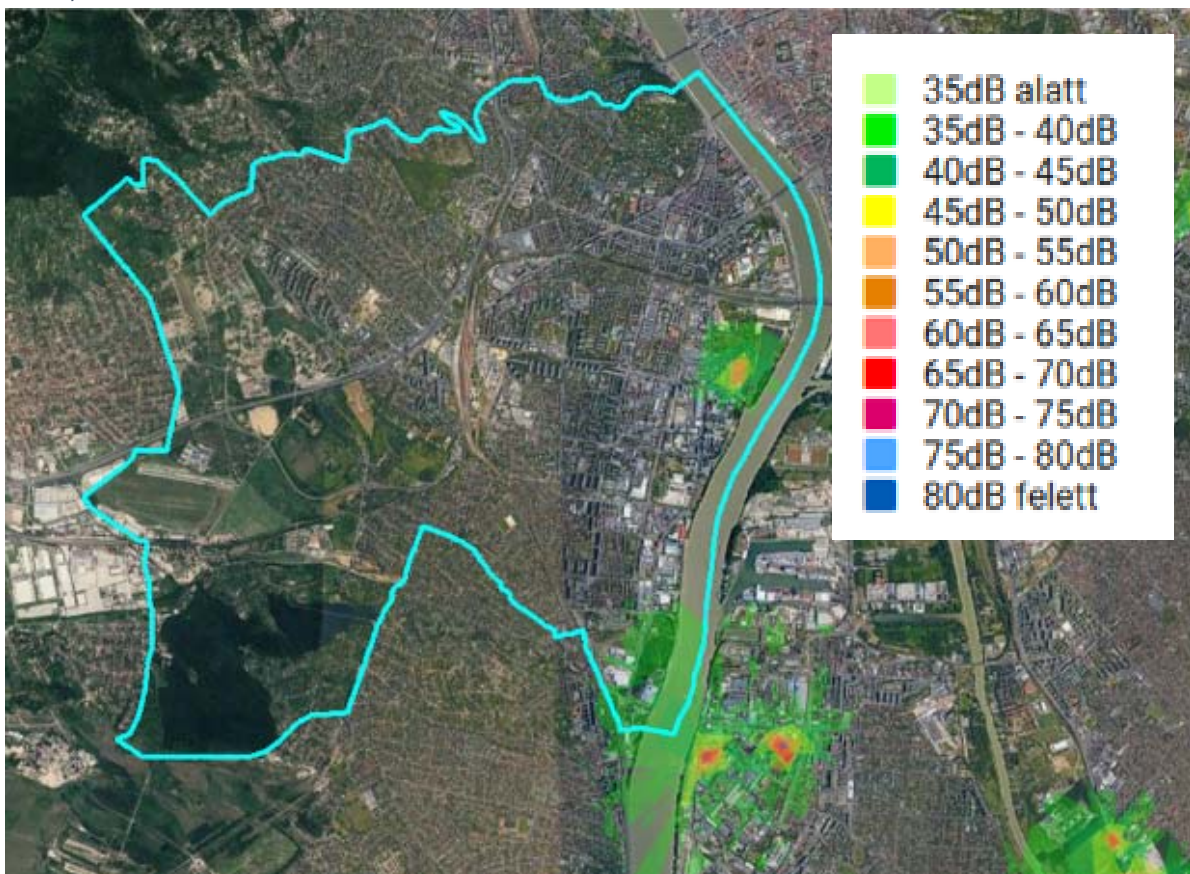 35dB alatt
35dB - 40dB
40dB - 45dB
45dB - 50dB
50dB - 55dB
55dB - 60dB
60dB - 65dB
65dB - 70dB
70dB - 75dB
75dB - 80dB
80dB felett